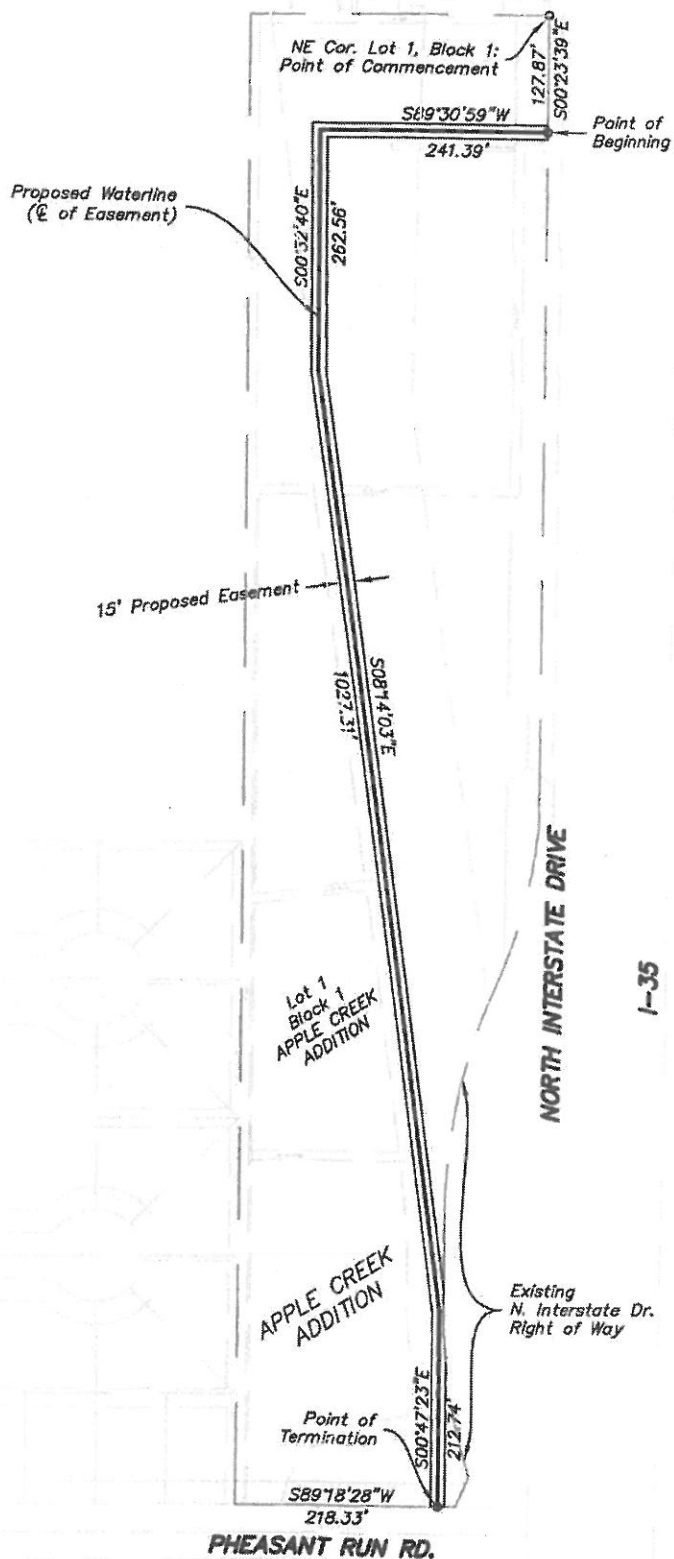 NE Cor. Lot 1, Block 1:
Point of Commencement
127.87'
S00°23'39"E
S89°30'59"W
241.39'
Point of
Beginning
Proposed Waterline
(℄ of Easement)
S00°32'40"E
262.56'
15' Proposed Easement
S08°14'03"E
1027.31'
NORTH INTERSTATE DRIVE
I-35
Lot 1
Block 1
APPLE CREEK
ADDITION
APPLE CREEK
ADDITION
Existing
N. Interstate Dr.
Right of Way
Point of
Termination
S00°47'23"E
212.74'
S89°18'28"W
218.33'
PHEASANT RUN RD.